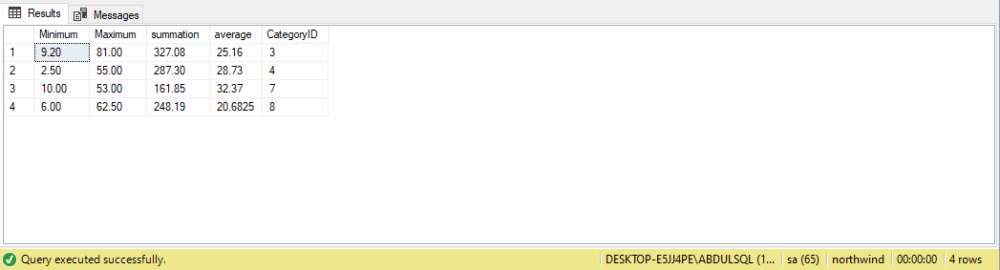 Results Messages
Minimum Maximum summation average CategoryID
1 9.20 81.00 327.08 25.16 3
2 2.50 55.00 287.30 28.73 4
3 10.00 53.00 161.85 32.37 7
4 6.00 62.50 248.19 20.6825 8
Query executed successfully. DESKTOP-E5JJ4PE\ABDULSQL (1... sa (65) northwind 00:00:00 4 rows